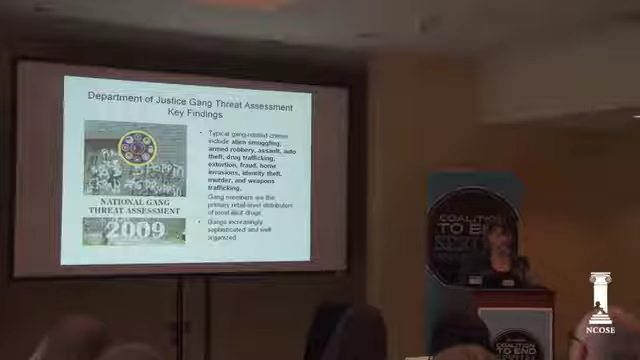 Department of Justice Gang Threat Assessment
Key Findings
• Typical gang-related crimes
include alien smuggling,
armed robbery, assault, auto
theft, drug trafficking,
extortion, fraud, home
invasions, identity theft,
murder, and weapons
trafficking.
Gang members are the
primary retail-level distributors
of most illicit drugs.
• Gangs increasingly
sophisticated and well
organized
NATIONAL GANG
THREAT ASSESSMENT
2009
COALITION
TO END
COALITION
TO END
NCOSE